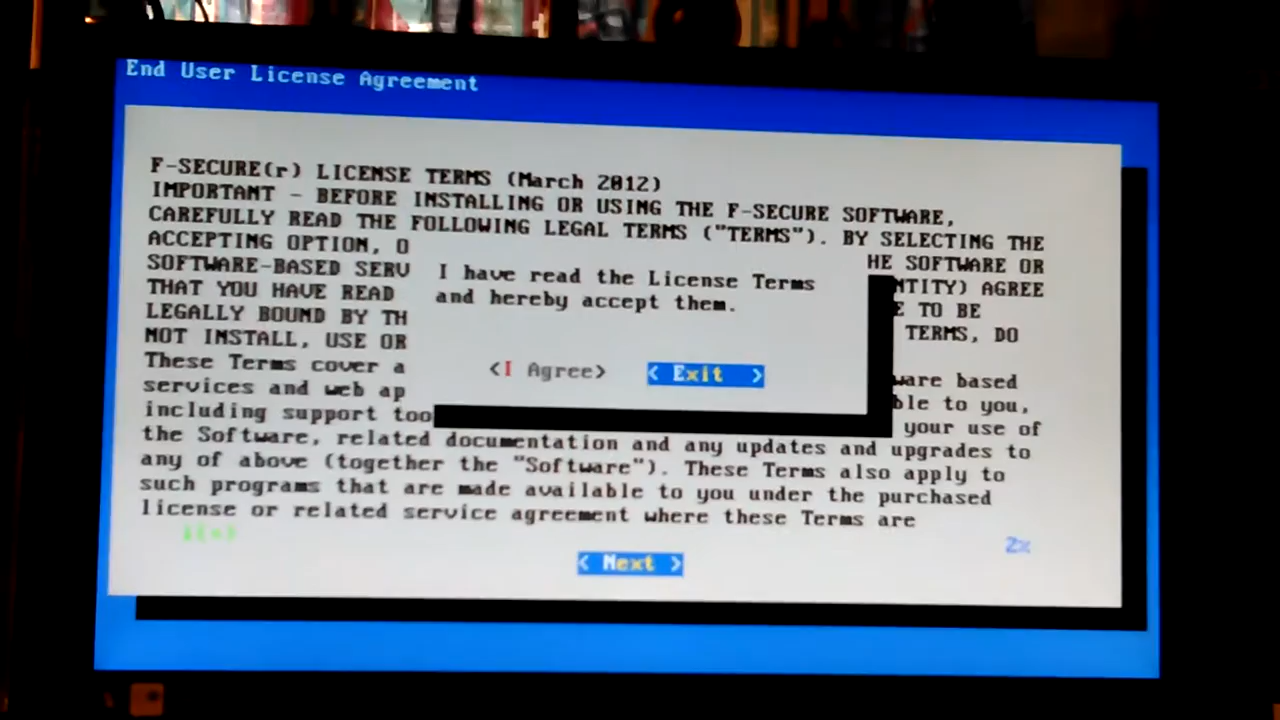 End User License Agreement
F-SECURE(r) LICENSE TERMS (March 2012)
IMPORTANT - BEFORE INSTALLING OR USING THE F-SECURE SOFTWARE,
CAREFULLY READ THE FOLLOWING LEGAL TERMS ("TERMS"). BY SELECTING THE
ACCEPTING OPTION, O
HE SOFTWARE OR
SOFTWARE-BASED SERV
NTITY) AGREE
THAT YOU HAVE READ
E TO BE
LEGALLY BOUND BY TH
TERMS, DO
NOT INSTALL, USE OR
I have read the License Terms
and hereby accept them.
<I Agree> < Exit >
These Terms cover a
ware based
services and web ap
ble to you,
including support too
your use of
the Software, related documentation and any updates and upgrades to
any of above (together the "Software"). These Terms also apply to
such programs that are made available to you under the purchased
license or related service agreement where these Terms are
2%
< Next >